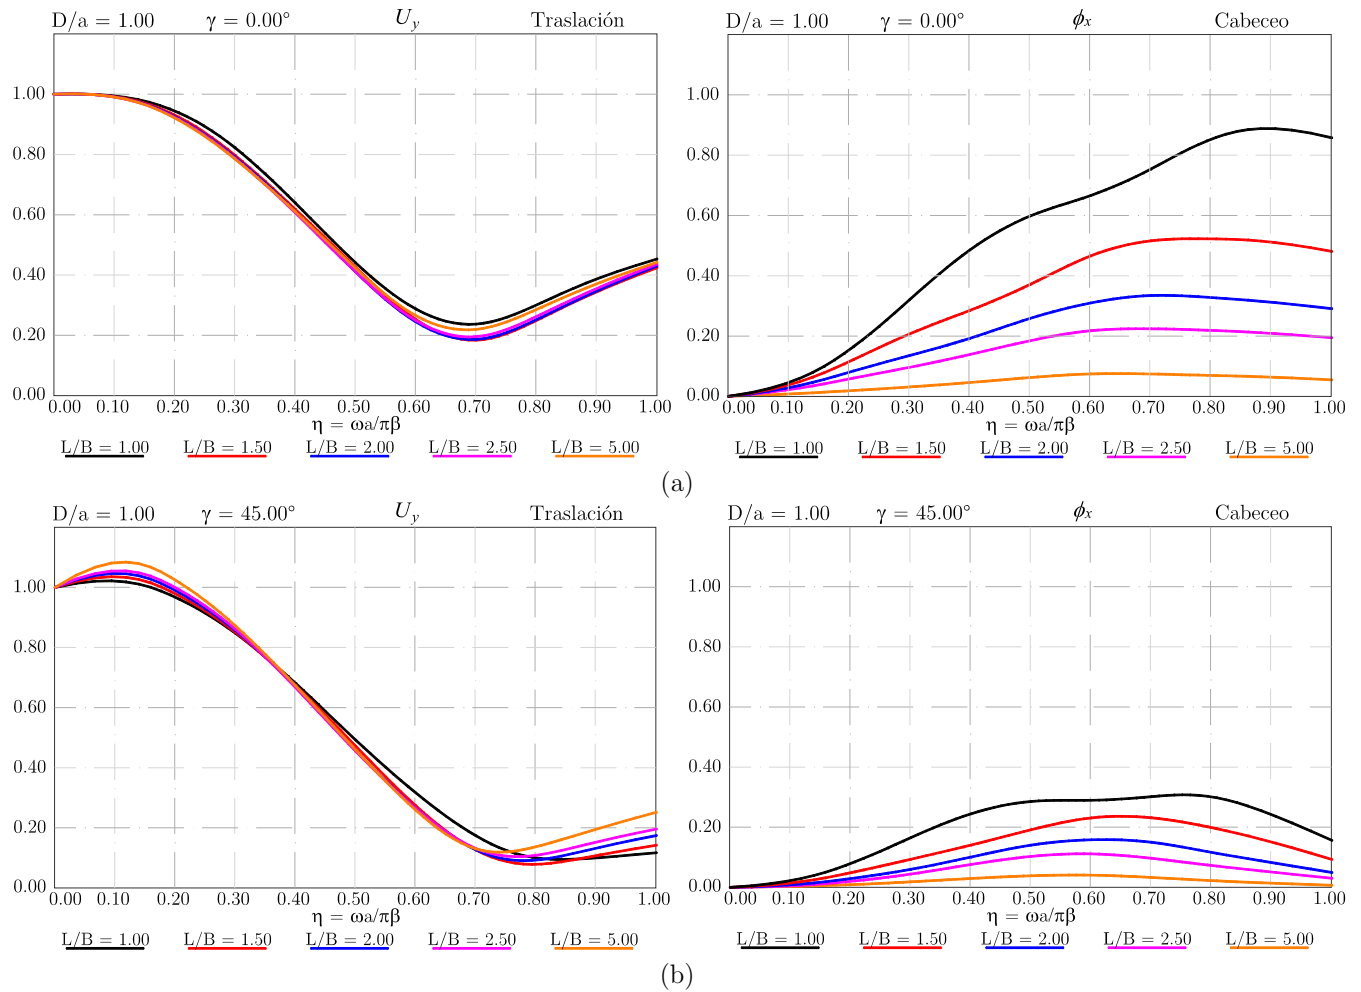 D/a = 1.00 γ = 0.00° U_y Traslación
1.00
0.80
0.60
0.40
0.20
0.00
0.00 0.10 0.20 0.30 0.40 0.50 0.60 0.70 0.80 0.90 1.00
η = ωa/πβ
L/B = 1.00 L/B = 1.50 L/B = 2.00 L/B = 2.50 L/B = 5.00
D/a = 1.00 γ = 0.00° ϕ_x Cabeceo
1.00
0.80
0.60
0.40
0.20
0.00
0.00 0.10 0.20 0.30 0.40 0.50 0.60 0.70 0.80 0.90 1.00
η = ωa/πβ
L/B = 1.00 L/B = 1.50 L/B = 2.00 L/B = 2.50 L/B = 5.00
(a)
D/a = 1.00 γ = 45.00° U_y Traslación
1.00
0.80
0.60
0.40
0.20
0.00
0.00 0.10 0.20 0.30 0.40 0.50 0.60 0.70 0.80 0.90 1.00
η = ωa/πβ
L/B = 1.00 L/B = 1.50 L/B = 2.00 L/B = 2.50 L/B = 5.00
D/a = 1.00 γ = 45.00° ϕ_x Cabeceo
1.00
0.80
0.60
0.40
0.20
0.00
0.00 0.10 0.20 0.30 0.40 0.50 0.60 0.70 0.80 0.90 1.00
η = ωa/πβ
L/B = 1.00 L/B = 1.50 L/B = 2.00 L/B = 2.50 L/B = 5.00
(b)